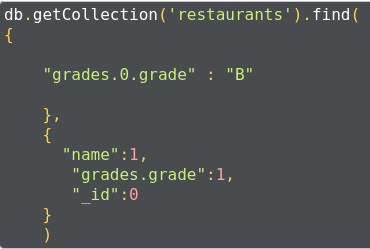 db.getCollection('restaurants').find(
{
"grades.0.grade" : "B"
},
{
"name":1,
"grades.grade":1,
"_id":0
}
)